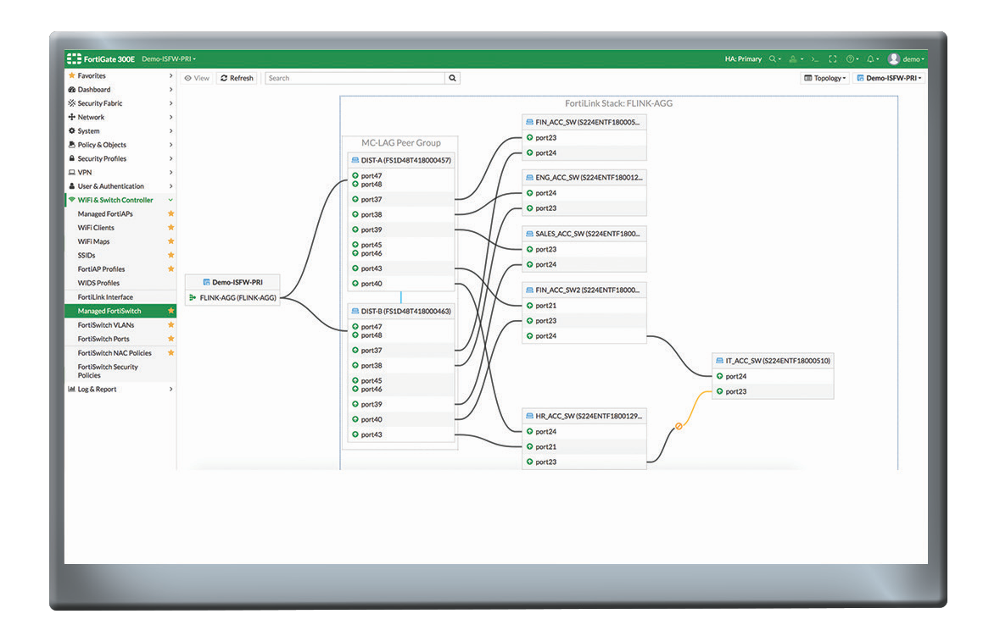 FortiGate 300E Demo-ISFW-PRI
HA: Primary
demo
Favorites
Dashboard
Security Fabric
Network
System
Policy & Objects
Security Profiles
VPN
User & Authentication
WiFi & Switch Controller
Managed FortiAPs
WiFi Clients
WiFi Maps
SSIDs
FortiAP Profiles
WIDS Profiles
FortiLink Interface
Managed FortiSwitch
FortiSwitch VLANs
FortiSwitch Ports
FortiSwitch NAC Policies
FortiSwitch Security
Policies
Log & Report
View
Refresh
Search
Topology
Demo-ISFW-PRI
FortiLink Stack: FLINK-AGG
Demo-ISFW-PRI
FLINK-AGG (FLINK-AGG)
MC-LAG Peer Group
DIST-A (FS1D48T418000457)
port47
port48
port37
port38
port39
port45
port46
port43
port40
DIST-B (FS1D48T418000463)
port47
port48
port37
port38
port45
port46
port39
port40
port43
FIN_ACC_SW (S224ENTF180005...
port23
port24
ENG_ACC_SW (S224ENTF180012...
port24
port23
SALES_ACC_SW (S224ENTF1800...
port23
port24
FIN_ACC_SW2 (S224ENTF18000...
port21
port23
port24
HR_ACC_SW (S224ENTF1800129...
port24
port21
port23
IT_ACC_SW (S224ENTF18000510)
port24
port23